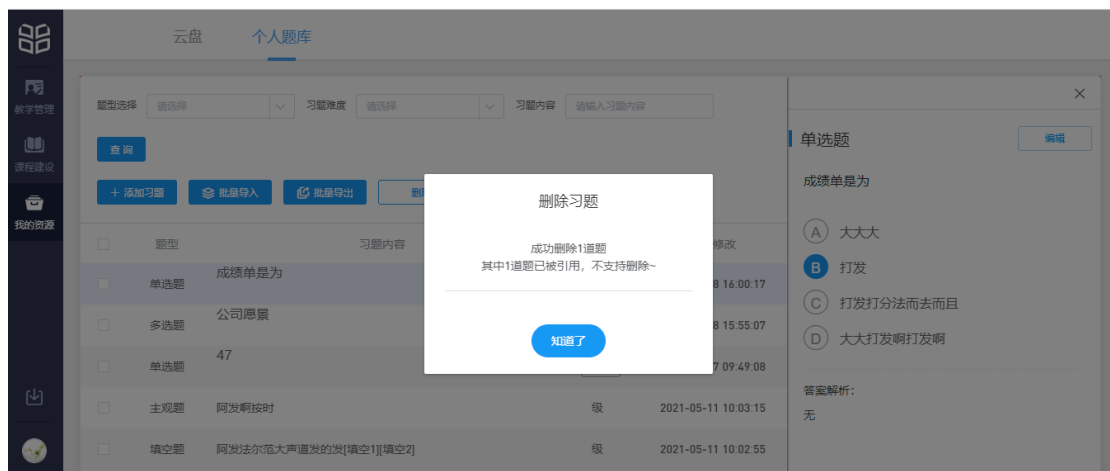 云盘
个人题库
教学管理
课程建设
我的资源
题型选择 请选择 习题难度 请选择 习题内容 请输入习题内容
查询
添加习题 批量导入 批量导出
题型 习题内容 修改
单选题 成绩单是为 8 16:00:17
多选题 公司愿景 8 15:55:07
单选题 47 7 09:49:08
主观题 阿发啊按时 级 2021-05-11 10:03:15
填空题 阿发法尔范大声道发的发[填空1][填空2] 级 2021-05-11 10:02:55
删除习题
成功删除1道题
其中1道题已被引用，不支持删除~
知道了
单选题 编辑
成绩单是为
A 大大大
B 打发
C 打发打分法而去而且
D 大大打发啊打发啊
答案解析：
无